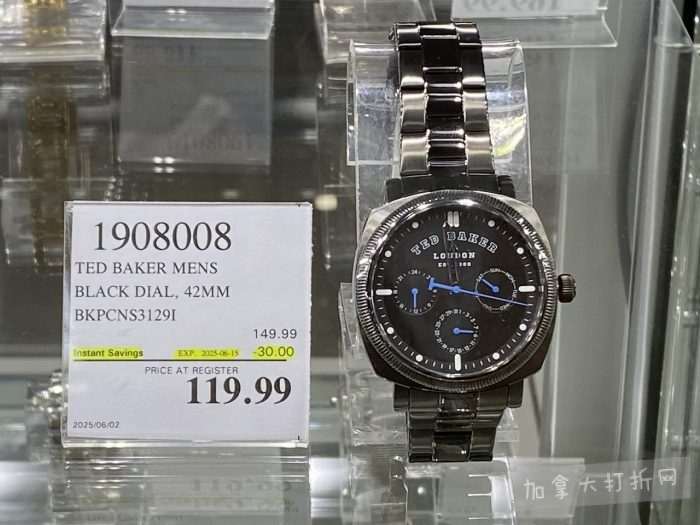 1908008
TED BAKER MENS
BLACK DIAL, 42MM
BKPCNS3129I
149.99
Instant Savings EXP. 2025-06-15 -30.00
PRICE AT REGISTER
119.99
2025/06/02
TED BAKER
LONDON
加拿大打折网